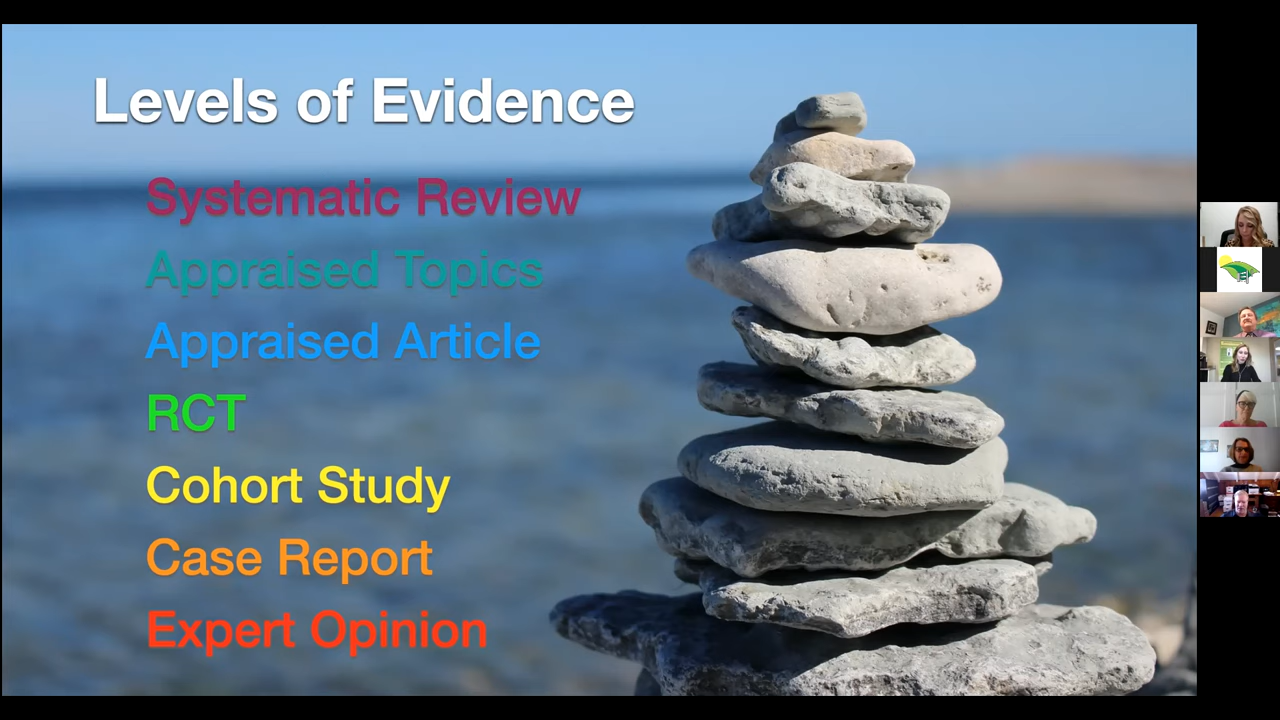 Levels of Evidence
Systematic Review
Appraised Topics
Appraised Article
RCT
Cohort Study
Case Report
Expert Opinion